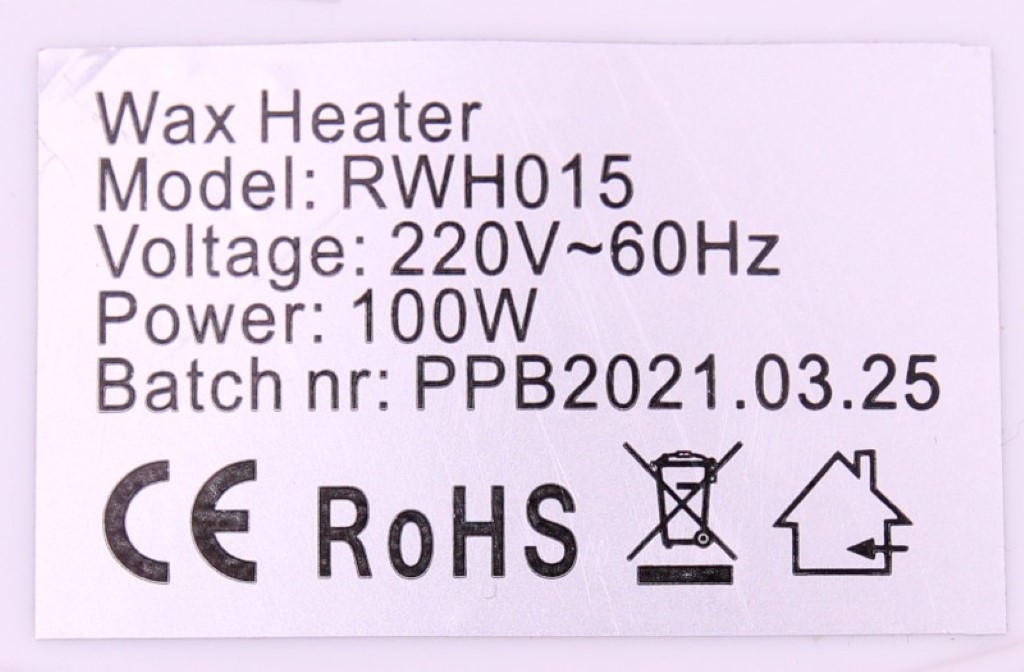 Wax Heater
Model: RWH015
Voltage: 220V~60Hz
Power: 100W
Batch nr: PPB2021.03.25
CE RoHS